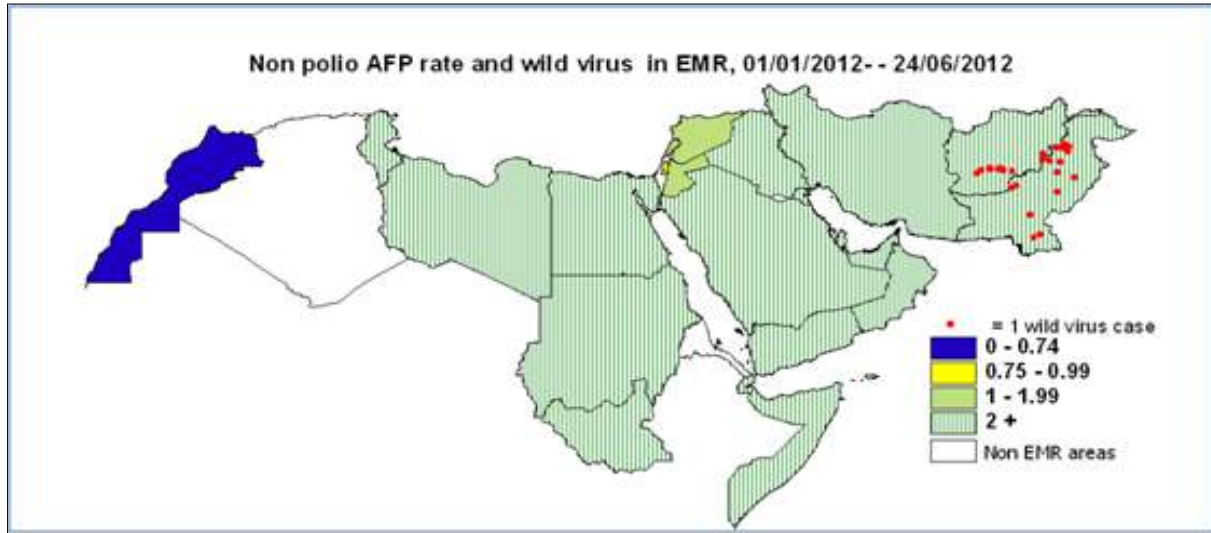 Non polio AFP rate and wild virus in EMR, 01/01/2012- - 24/06/2012
= 1 wild virus case
0 - 0.74
0.75 - 0.99
1 - 1.99
2 +
Non EMR areas